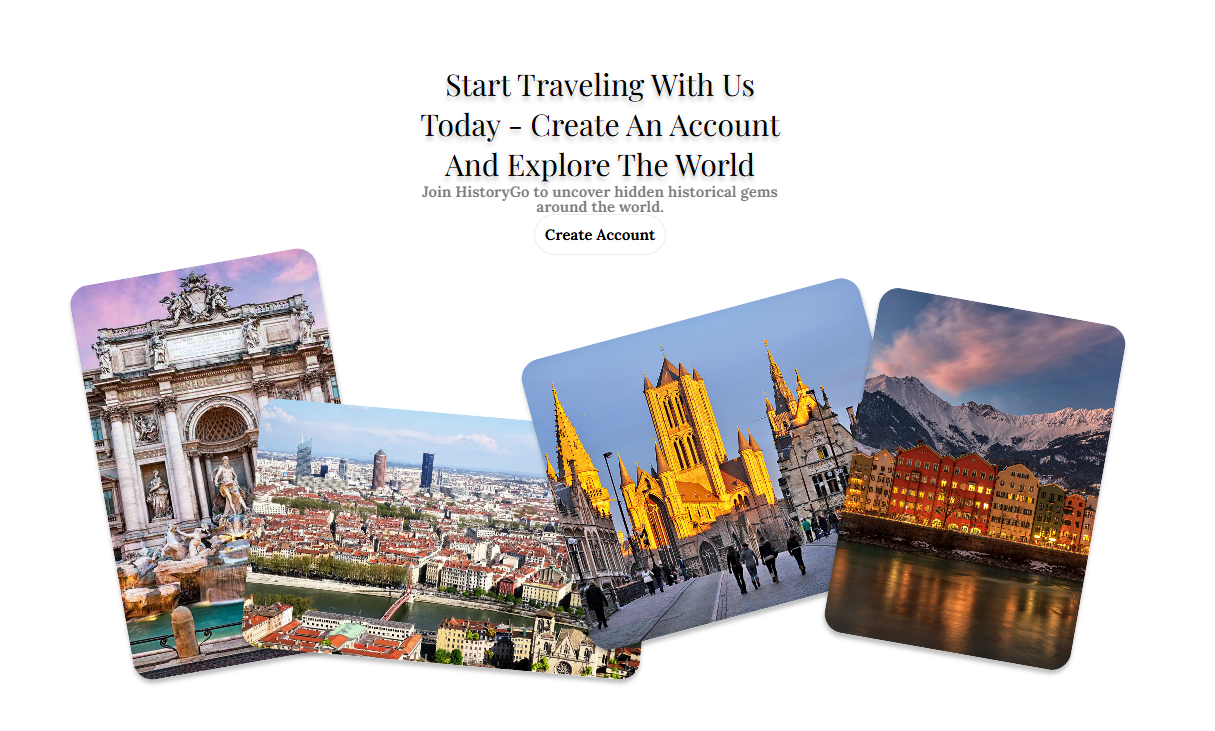 Start Traveling With Us
Today - Create An Account
And Explore The World
Join HistoryGo to uncover hidden historical gems
around the world.
Create Account